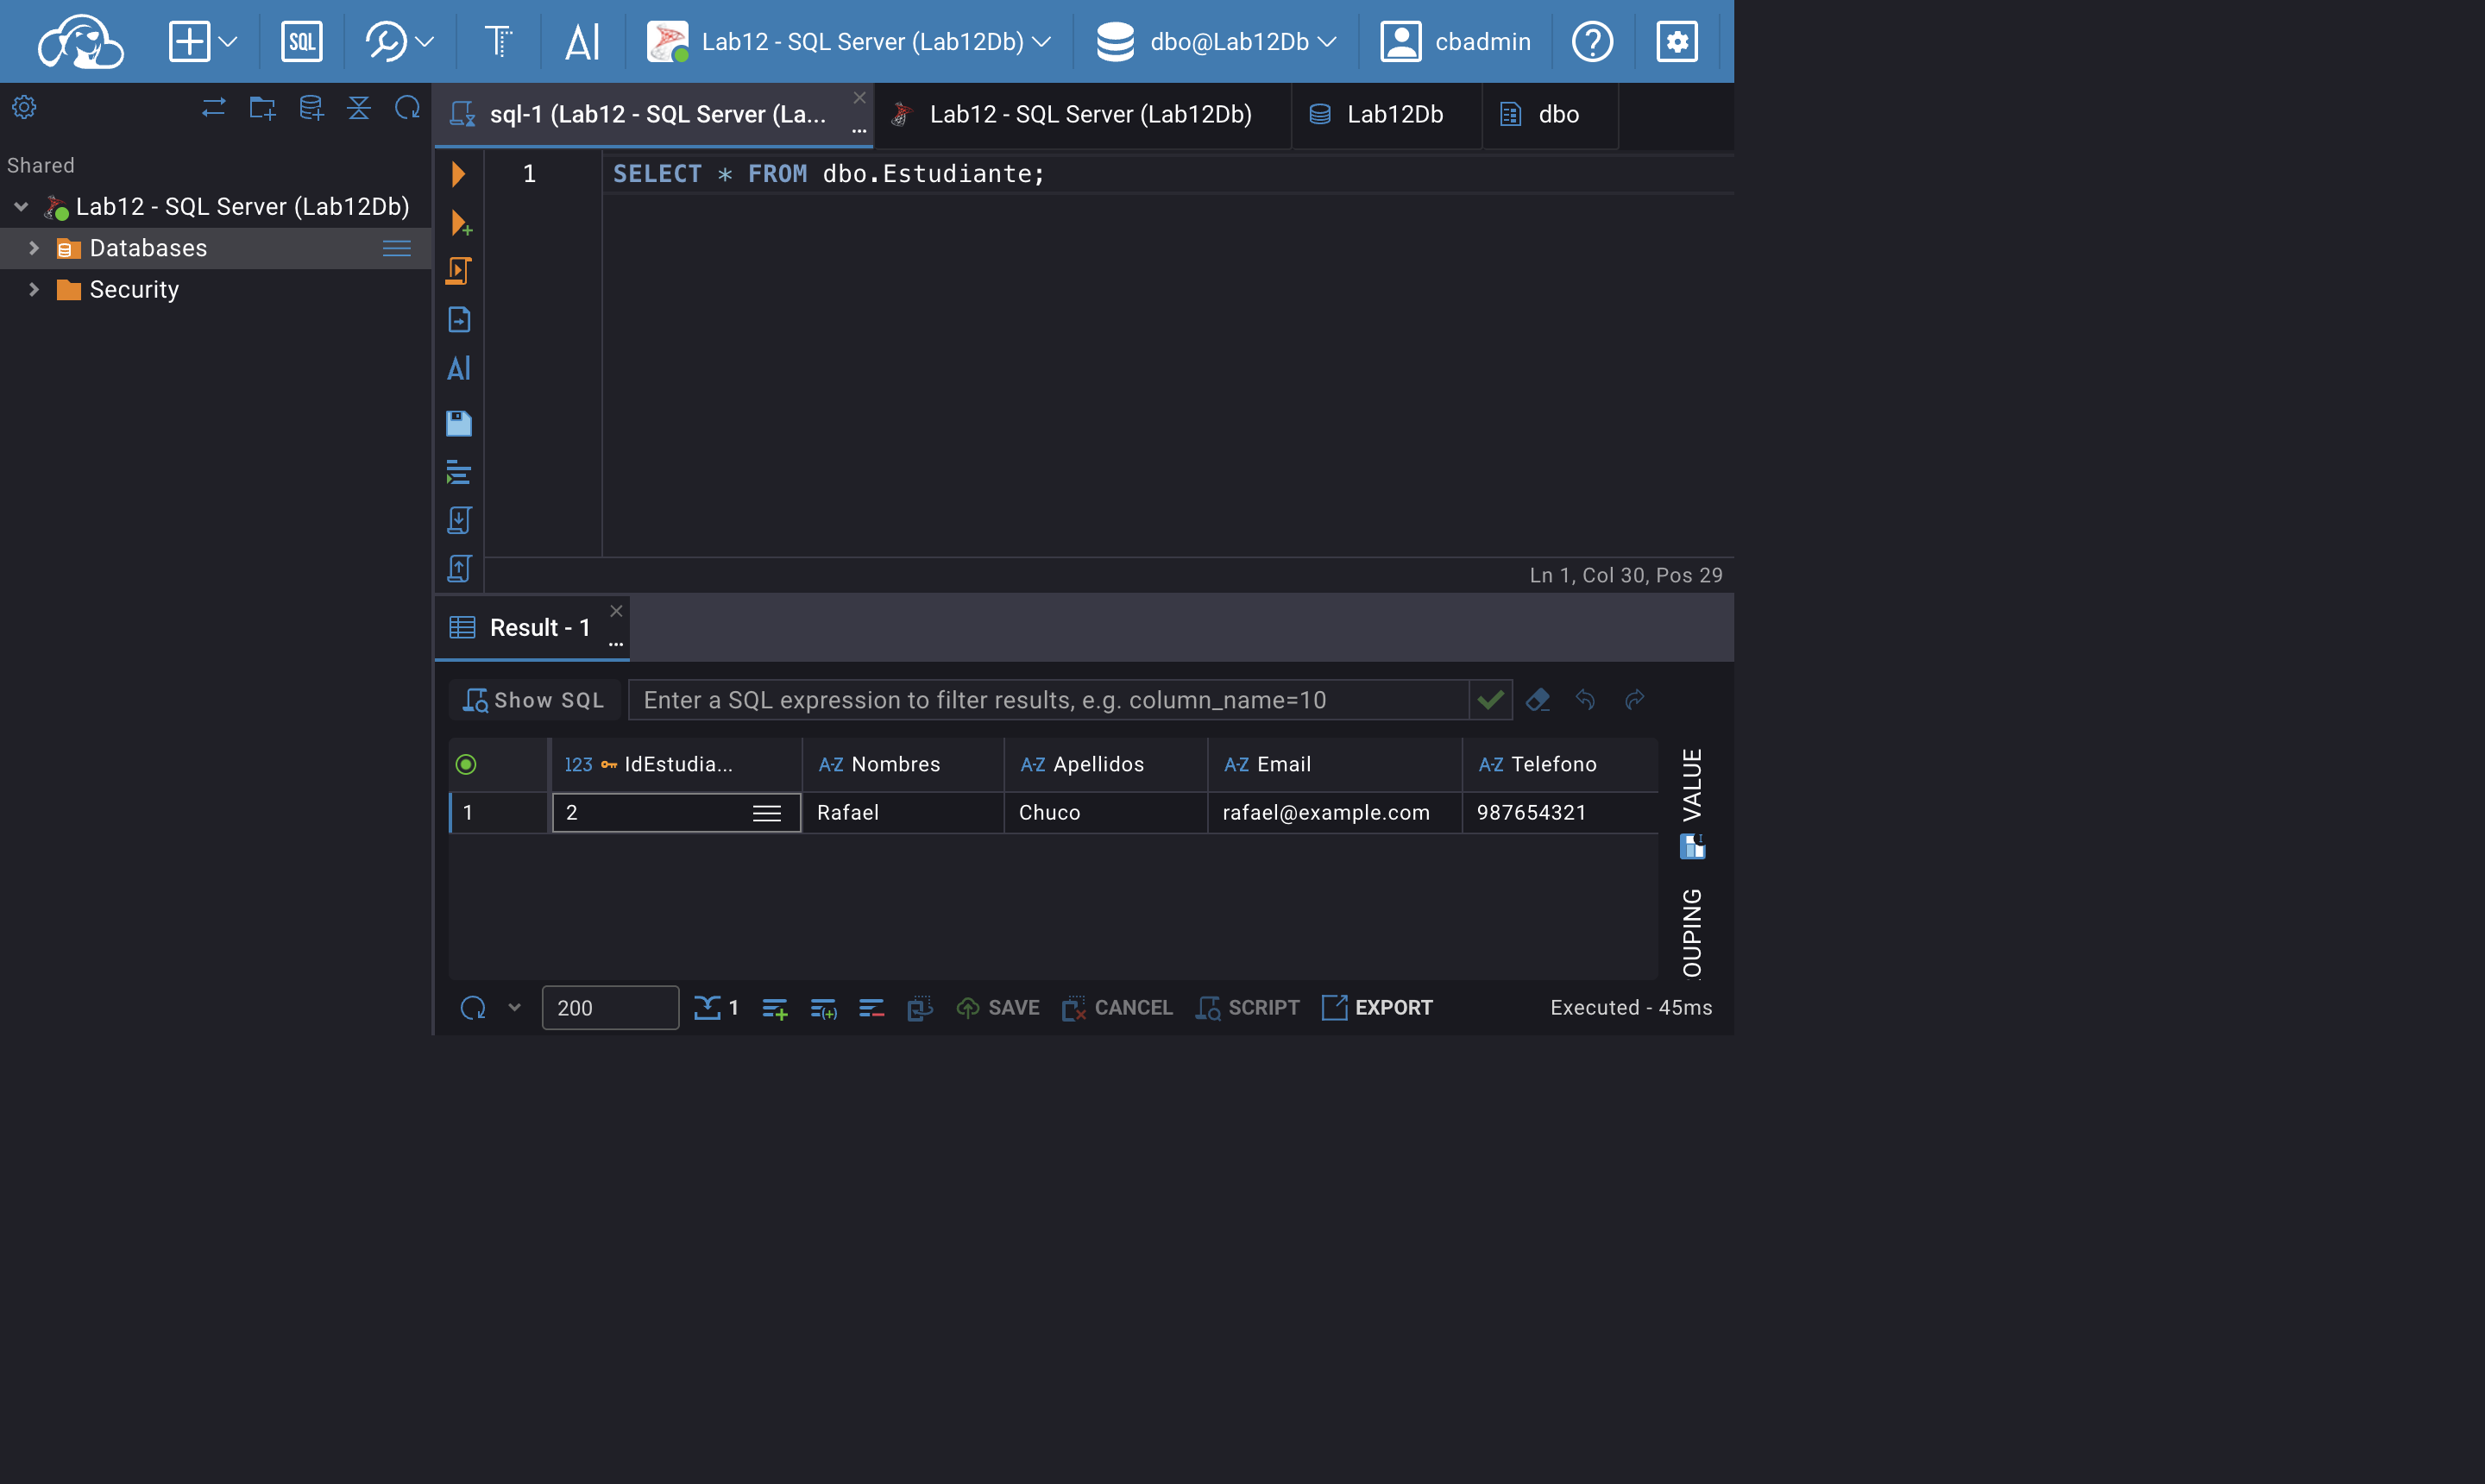 SQL
AI
Lab12 - SQL Server (Lab12Db)
dbo@Lab12Db
cbadmin
Shared
Lab12 - SQL Server (Lab12Db)
Databases
Security
sql-1 (Lab12 - SQL Server (La...
Lab12 - SQL Server (Lab12Db)
Lab12Db
dbo
1
SELECT * FROM dbo.Estudiante;
AI
Ln 1, Col 30, Pos 29
Result - 1
Show SQL
Enter a SQL expression to filter results, e.g. column_name=10
123 IdEstudia...
A-Z Nombres
A-Z Apellidos
A-Z Email
A-Z Telefono
1
2
Rafael
Chuco
rafael@example.com
987654321
VALUE
OUPING
200
1
SAVE
CANCEL
SCRIPT
EXPORT
Executed - 45ms